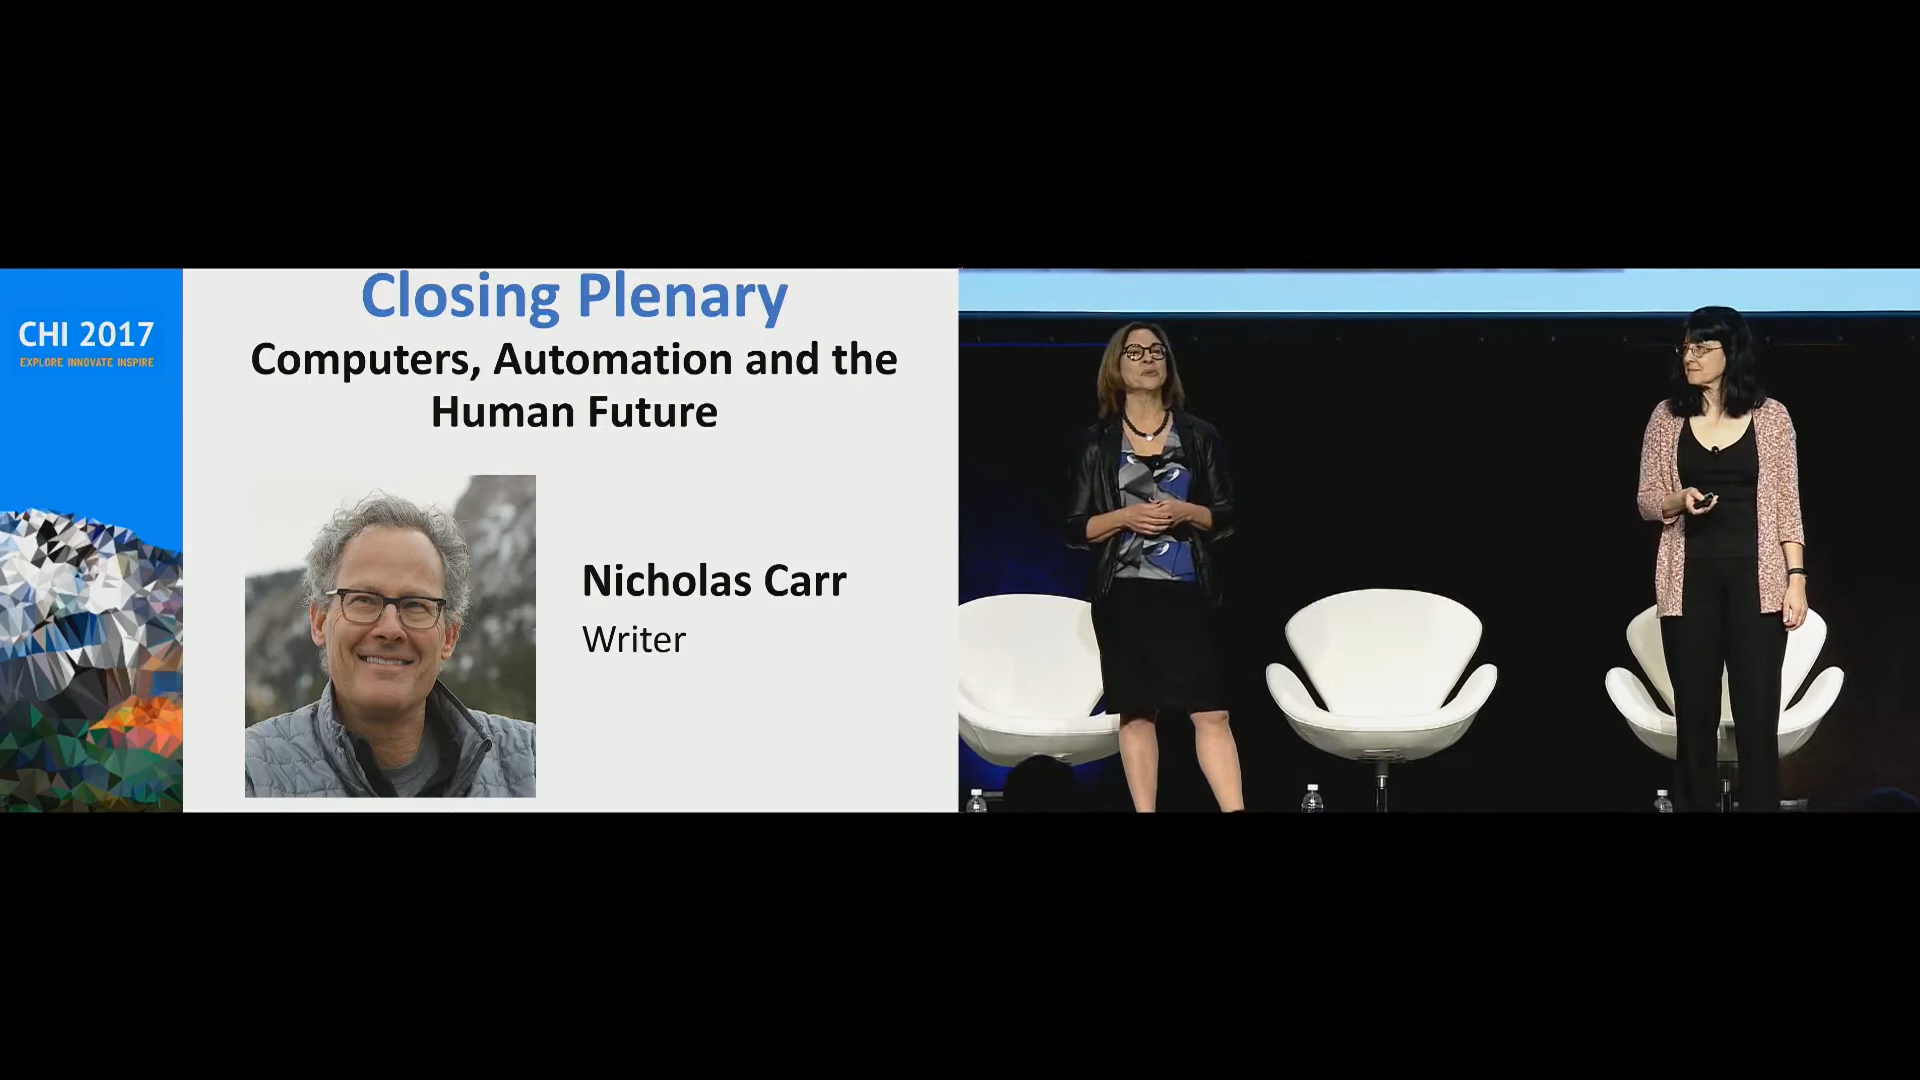 CHI 2017
EXPLORE INNOVATE INSPIRE
Closing Plenary
Computers, Automation and the
Human Future
Nicholas Carr
Writer